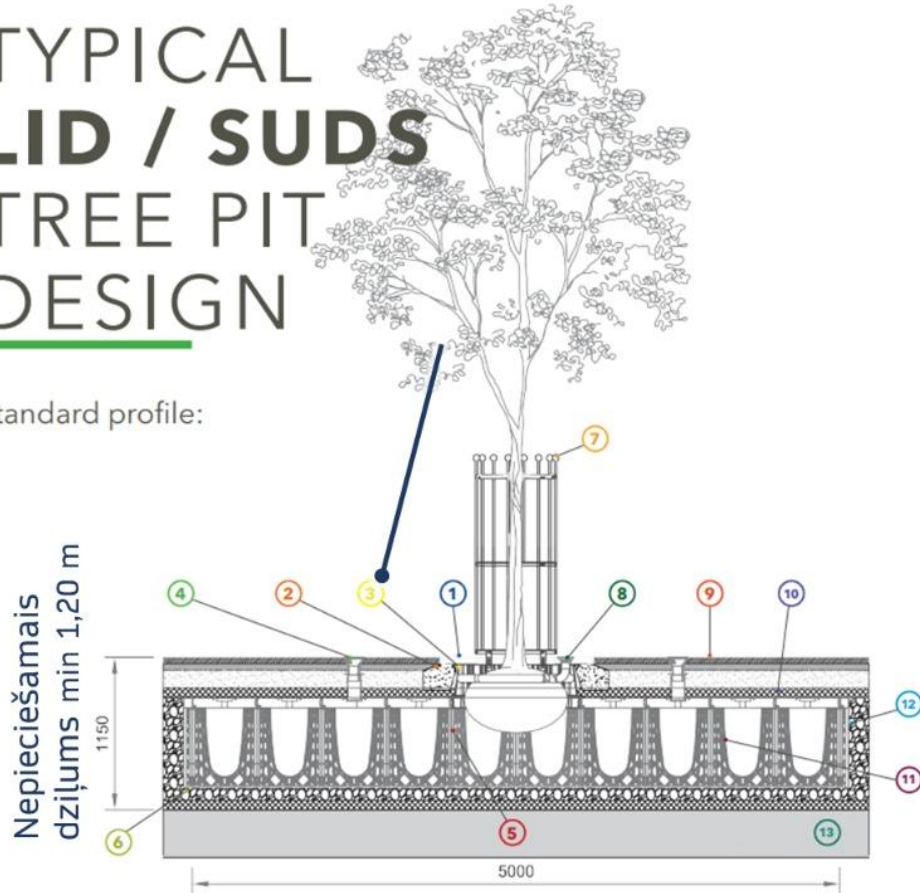 TYPICAL
LID / SUDS
TREE PIT
DESIGN
tandard profile:
7
4
2
3
1
8
9
10
12
11
6
5
13
1150
5000
Nepieciešamais
dziļums min 1,20 m